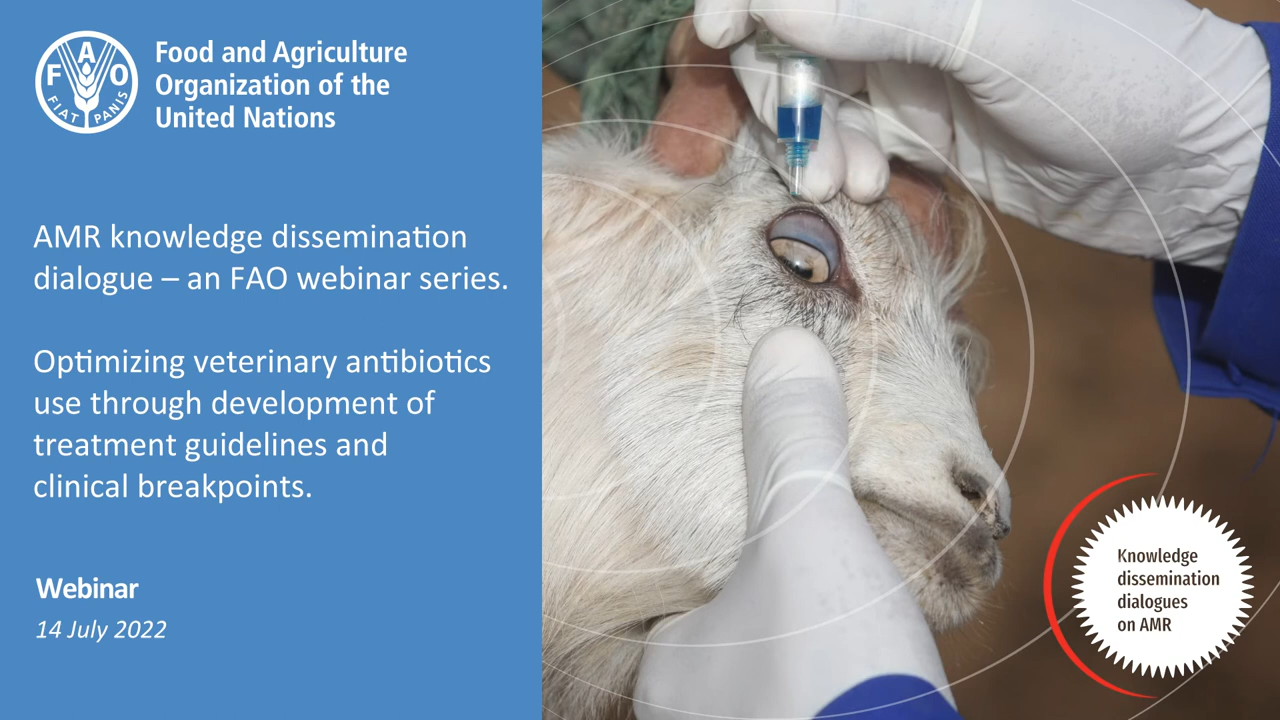 F A O
FIAT PANIS
Food and Agriculture
Organization of the
United Nations
AMR knowledge dissemination
dialogue – an FAO webinar series.
Optimizing veterinary antibiotics
use through development of
treatment guidelines and
clinical breakpoints.
Webinar
14 July 2022
Knowledge
dissemination
dialogues
on AMR